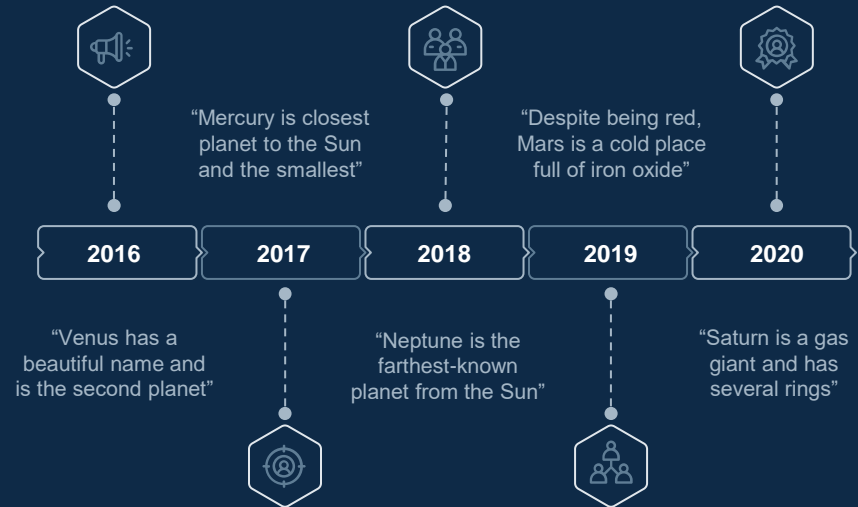 “Mercury is closest
planet to the Sun
and the smallest”
“Despite being red,
Mars is a cold place
full of iron oxide”
2016
2017
2018
2019
2020
“Venus has a
beautiful name and
is the second planet”
“Neptune is the
farthest-known
planet from the Sun”
“Saturn is a gas
giant and has
several rings”